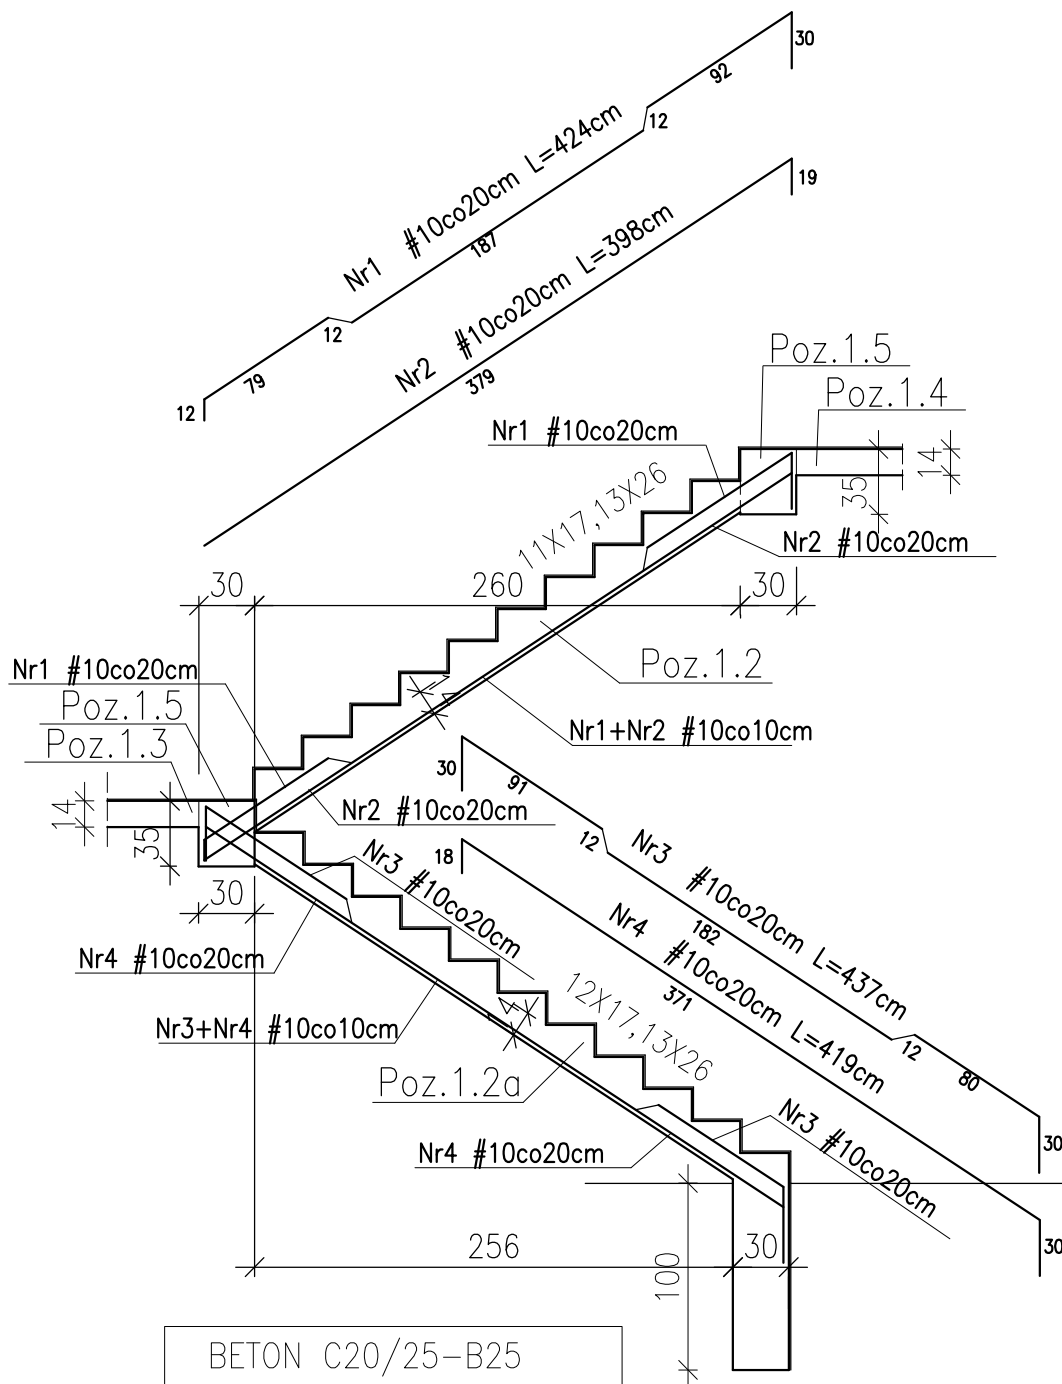 30
92
12
Nr1 #10co20cm L=424cm
187
12
79
12
19
Nr2 #10co20cm L=398cm
379
Poz.1.5
Poz.1.4
Nr1 #10co20cm
14
35
11X17,13X26
Nr2 #10co20cm
30
260
30
Poz.1.2
Nr1 #10co20cm
Poz.1.5
Poz.1.3
Nr1+Nr2 #10co10cm
14
35
Nr2 #10co20cm
30
91
12
Nr3 #10co20cm L=437cm
182
12
80
30
18
Nr4 #10co20cm L=419cm
371
30
Nr3 #10co20cm
30
Nr4 #10co20cm
Nr3+Nr4 #10co10cm
12X17,13X26
Poz.1.2a
Nr4 #10co20cm
Nr3 #10co20cm
256
30
100
BETON C20/25-B25